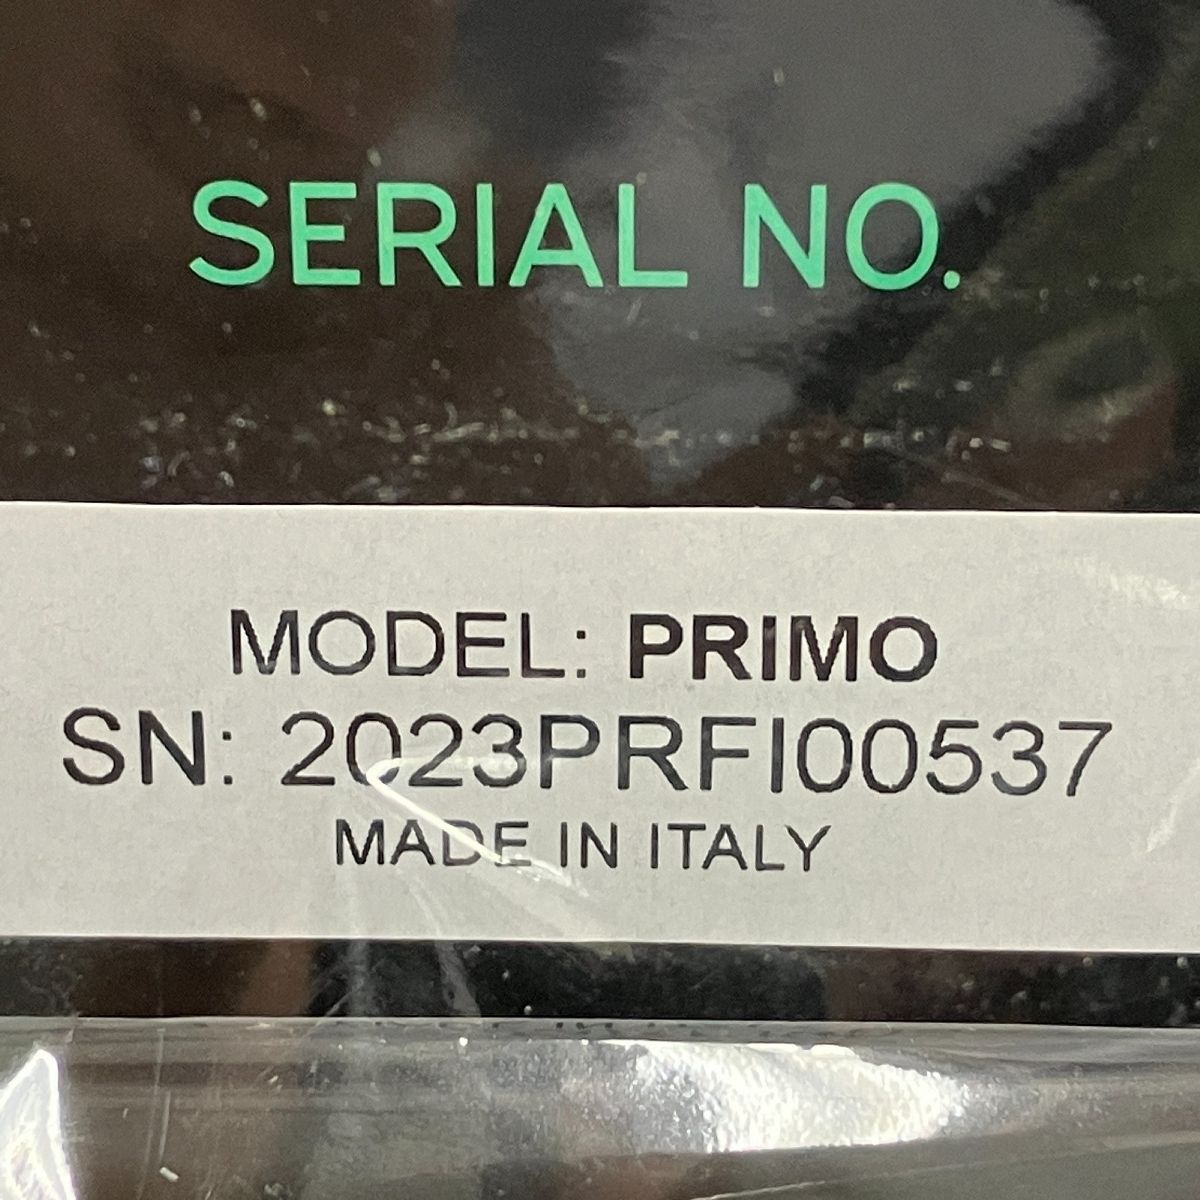 SERIAL NO.
MODEL: PRIMO
SN: 2023PRFI00537
MADE IN ITALY